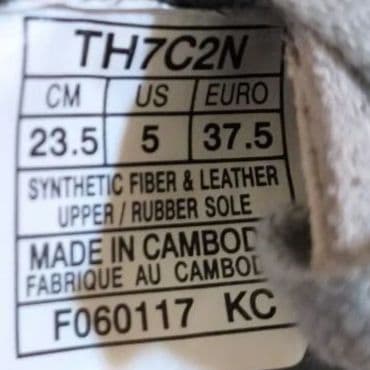 TH7C2N
CM US EURO
23.5 5 37.5
SYNTHETIC FIBER & LEATHER
UPPER / RUBBER SOLE
MADE IN CAMBOD
FABRIQUE AU CAMBOD
F060117 KC